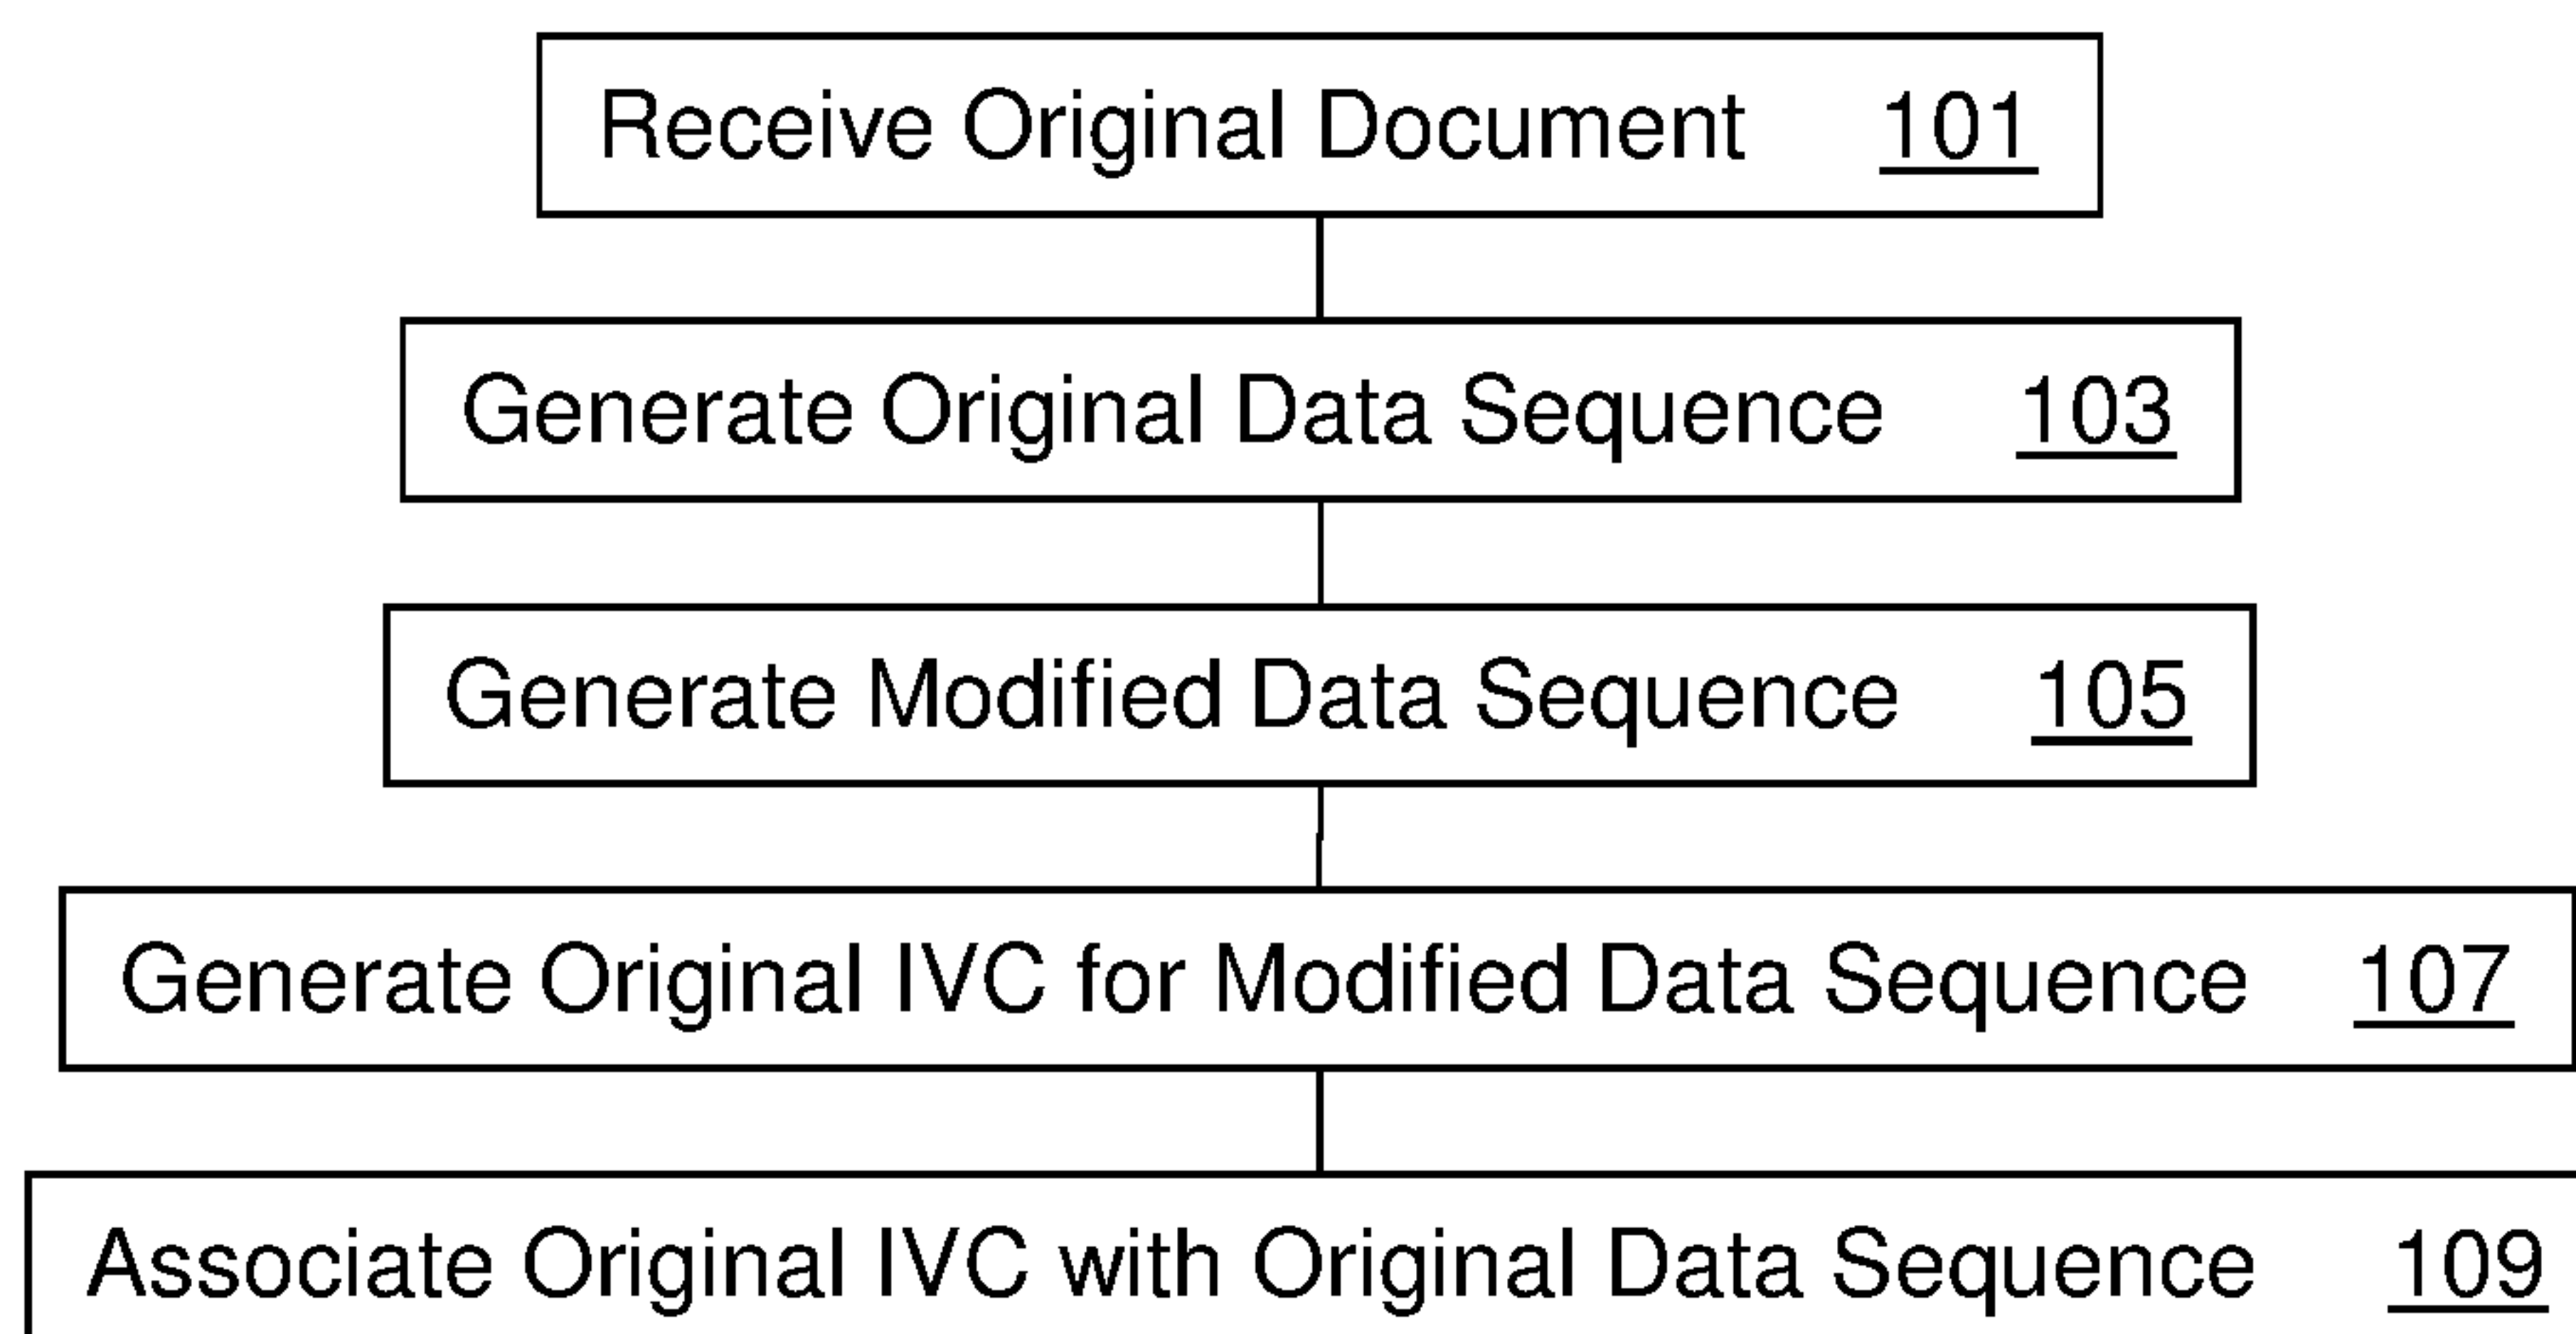 Receive Original Document 101
Generate Original Data Sequence 103
Generate Modified Data Sequence 105
Generate Original IVC for Modified Data Sequence 107
Associate Original IVC with Original Data Sequence 109